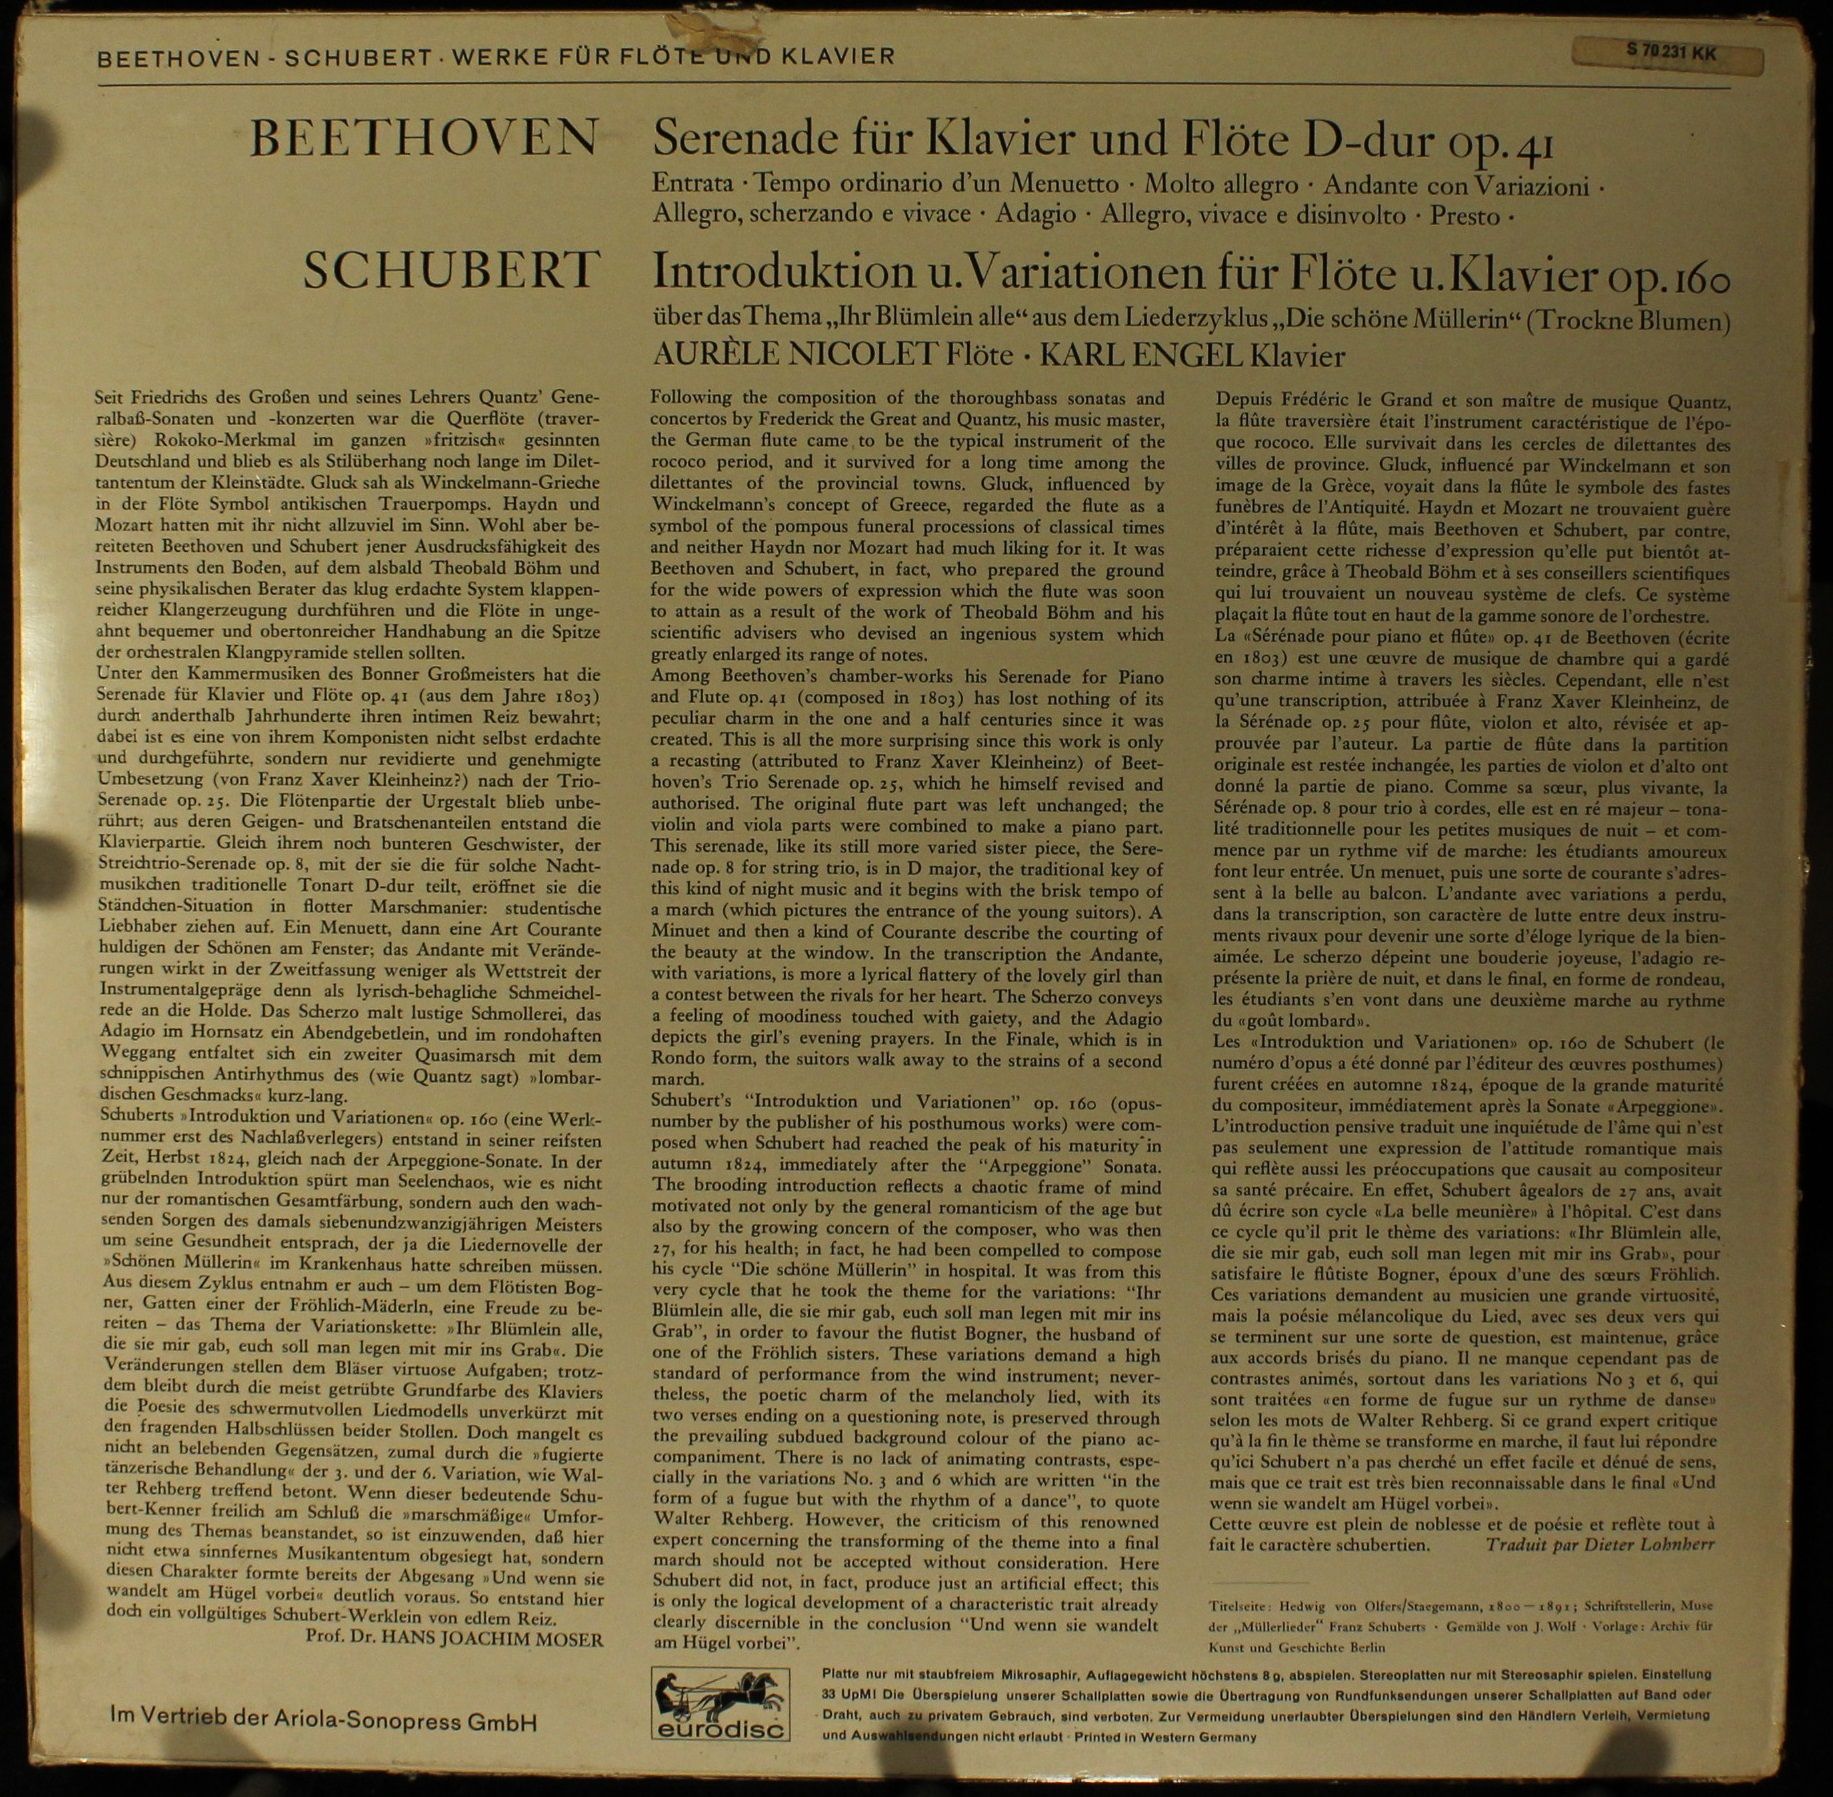 BEETHOVEN - SCHUBERT · WERKE FÜR FLÖTE UND KLAVIER
S 70 231 KK
BEETHOVEN
Serenade für Klavier und Flöte D-dur op. 41
Entrata · Tempo ordinario d'un Menuetto · Molto allegro · Andante con Variazioni ·
Allegro, scherzando e vivace · Adagio · Allegro, vivace e disinvolto · Presto ·
SCHUBERT
Introduktion u. Variationen für Flöte u. Klavier op. 160
über das Thema „Ihr Blümlein alle“ aus dem Liederzyklus „Die schöne Müllerin“ (Trockne Blumen)
AURÈLE NICOLET Flöte · KARL ENGEL Klavier
Seit Friedrichs des Großen und seines Lehrers Quantz' Gene-
ralbaß-Sonaten und -konzerten war die Querflöte (traver-
sière) Rokoko-Merkmal im ganzen »fritzisch« gesinnten
Deutschland und blieb es als Stilüberhang noch lange im Dilet-
tantentum der Kleinstädte. Gluck sah als Winckelmann-Grieche
in der Flöte Symbol antikischen Trauerpomps. Haydn und
Mozart hatten mit ihr nicht allzuviel im Sinn. Wohl aber be-
reiteten Beethoven und Schubert jener Ausdrucksfähigkeit des
Instruments den Boden, auf dem alsbald Theobald Böhm und
seine physikalischen Berater das klug erdachte System klappen-
reicher Klangerzeugung durchführen und die Flöte in unge-
ahnt bequemer und obertonreicher Handhabung an die Spitze
der orchestralen Klangpyramide stellen sollten.
Unter den Kammermusiken des Bonner Großmeisters hat die
Serenade für Klavier und Flöte op. 41 (aus dem Jahre 1803)
durch anderthalb Jahrhunderte ihren intimen Reiz bewahrt;
dabei ist es eine von ihrem Komponisten nicht selbst erdachte
und durchgeführte, sondern nur revidierte und genehmigte
Umbesetzung (von Franz Xaver Kleinheinz?) nach der Trio-
Serenade op. 25. Die Flötenpartie der Urgestalt blieb unbe-
rührt; aus deren Geigen- und Bratschenanteilen entstand die
Klavierpartie. Gleich ihrem noch bunteren Geschwister, der
Streichtrio-Serenade op. 8, mit der sie die für solche Nacht-
musikchen traditionelle Tonart D-dur teilt, eröffnet sie die
Ständchen-Situation in flotter Marschmanier: studentische
Liebhaber ziehen auf. Ein Menuett, dann eine Art Courante
huldigen der Schönen am Fenster; das Andante mit Verände-
rungen wirkt in der Zweitfassung weniger als Wettstreit der
Instrumentalgepräge denn als lyrisch-behagliche Schmeichel-
rede an die Holde. Das Scherzo malt lustige Schmollerei, das
Adagio im Hornsatz ein Abendgebetlein, und im rondohaften
Weggang entfaltet sich ein zweiter Quasimarsch mit dem
schnippischen Antirhythmus des (wie Quantz sagt) »lombar-
dischen Geschmacks« kurz-lang.
Schuberts »Introduktion und Variationen« op. 160 (eine Werk-
nummer erst des Nachlaßverlegers) entstand in seiner reifsten
Zeit, Herbst 1824, gleich nach der Arpeggione-Sonate. In der
grübelnden Introduktion spürt man Seelenchaos, wie es nicht
nur der romantischen Gesamtfärbung, sondern auch den wach-
senden Sorgen des damals siebenundzwanzigjährigen Meisters
um seine Gesundheit entsprach, der ja die Liedernovelle der
»Schönen Müllerin« im Krankenhaus hatte schreiben müssen.
Aus diesem Zyklus entnahm er auch – um dem Flötisten Bog-
ner, Gatten einer der Fröhlich-Mäderln, eine Freude zu be-
reiten – das Thema der Variationskette: »Ihr Blümlein alle,
die sie mir gab, euch soll man legen mit mir ins Grab«. Die
Veränderungen stellen dem Bläser virtuose Aufgaben; trotz-
dem bleibt durch die meist getrübte Grundfarbe des Klaviers
die Poesie des schwermutvollen Liedmodells unverkürzt mit
den fragenden Halbschlüssen beider Stollen. Doch mangelt es
nicht an belebenden Gegensätzen, zumal durch die »fugierte
tänzerische Behandlung« der 3. und der 6. Variation, wie Wal-
ter Rehberg treffend betont. Wenn dieser bedeutende Schu-
bert-Kenner freilich am Schluß die »marschmäßige« Umfor-
mung des Themas beanstandet, so ist einzuwenden, daß hier
nicht etwa sinnfernes Musikantentum obgesiegt hat, sondern
diesen Charakter formte bereits der Abgesang »Und wenn sie
wandelt am Hügel vorbei« deutlich voraus. So entstand hier
doch ein vollgültiges Schubert-Werklein von edlem Reiz.
Prof. Dr. HANS JOACHIM MOSER
Following the composition of the thoroughbass sonatas and
concertos by Frederick the Great and Quantz, his music master,
the German flute came to be the typical instrument of the
rococo period, and it survived for a long time among the
dilettantes of the provincial towns. Gluck, influenced by
Winckelmann's concept of Greece, regarded the flute as a
symbol of the pompous funeral processions of classical times
and neither Haydn nor Mozart had much liking for it. It was
Beethoven and Schubert, in fact, who prepared the ground
for the wide powers of expression which the flute was soon
to attain as a result of the work of Theobald Böhm and his
scientific advisers who devised an ingenious system which
greatly enlarged its range of notes.
Among Beethoven's chamber-works his Serenade for Piano
and Flute op. 41 (composed in 1803) has lost nothing of its
peculiar charm in the one and a half centuries since it was
created. This is all the more surprising since this work is only
a recasting (attributed to Franz Xaver Kleinheinz) of Beet-
hoven's Trio Serenade op. 25, which he himself revised and
authorised. The original flute part was left unchanged; the
violin and viola parts were combined to make a piano part.
This serenade, like its still more varied sister piece, the Sere-
nade op. 8 for string trio, is in D major, the traditional key of
this kind of night music and it begins with the brisk tempo of
a march (which pictures the entrance of the young suitors). A
Minuet and then a kind of Courante describe the courting of
the beauty at the window. In the transcription the Andante,
with variations, is more a lyrical flattery of the lovely girl than
a contest between the rivals for her heart. The Scherzo conveys
a feeling of moodiness touched with gaiety, and the Adagio
depicts the girl's evening prayers. In the Finale, which is in
Rondo form, the suitors walk away to the strains of a second
march.
Schubert's “Introduktion und Variationen” op. 160 (opus-
number by the publisher of his posthumous works) were com-
posed when Schubert had reached the peak of his maturity in
autumn 1824, immediately after the “Arpeggione” Sonata.
The brooding introduction reflects a chaotic frame of mind
motivated not only by the general romanticism of the age but
also by the growing concern of the composer, who was then
27, for his health; in fact, he had been compelled to compose
his cycle “Die schöne Müllerin” in hospital. It was from this
very cycle that he took the theme for the variations: “Ihr
Blümlein alle, die sie mir gab, euch soll man legen mit mir ins
Grab”, in order to favour the flutist Bogner, the husband of
one of the Fröhlich sisters. These variations demand a high
standard of performance from the wind instrument; never-
theless, the poetic charm of the melancholy lied, with its
two verses ending on a questioning note, is preserved through
the prevailing subdued background colour of the piano ac-
companiment. There is no lack of animating contrasts, espe-
cially in the variations No. 3 and 6 which are written “in the
form of a fugue but with the rhythm of a dance”, to quote
Walter Rehberg. However, the criticism of this renowned
expert concerning the transforming of the theme into a final
march should not be accepted without consideration. Here
Schubert did not, in fact, produce just an artificial effect; this
is only the logical development of a characteristic trait already
clearly discernible in the conclusion “Und wenn sie wandelt
am Hügel vorbei”.
Depuis Frédéric le Grand et son maître de musique Quantz,
la flûte traversière était l'instrument caractéristique de l'épo-
que rococo. Elle survivait dans les cercles de dilettantes des
villes de province. Gluck, influencé par Winckelmann et son
image de la Grèce, voyait dans la flûte le symbole des fastes
funèbres de l'Antiquité. Haydn et Mozart ne trouvaient guère
d'intérêt à la flûte, mais Beethoven et Schubert, par contre,
préparaient cette richesse d'expression qu'elle put bientôt at-
teindre, grâce à Theobald Böhm et à ses conseillers scientifiques
qui lui trouvaient un nouveau système de clefs. Ce système
plaçait la flûte tout en haut de la gamme sonore de l'orchestre.
La «Sérénade pour piano et flûte» op. 41 de Beethoven (écrite
en 1803) est une œuvre de musique de chambre qui a gardé
son charme intime à travers les siècles. Cependant, elle n'est
qu'une transcription, attribuée à Franz Xaver Kleinheinz, de
la Sérénade op. 25 pour flûte, violon et alto, révisée et ap-
prouvée par l'auteur. La partie de flûte dans la partition
originale est restée inchangée, les parties de violon et d'alto ont
donné la partie de piano. Comme sa sœur, plus vivante, la
Sérénade op. 8 pour trio à cordes, elle est en ré majeur – tona-
lité traditionnelle pour les petites musiques de nuit – et com-
mence par un rythme vif de marche: les étudiants amoureux
font leur entrée. Un menuet, puis une sorte de courante s'adres-
sent à la belle au balcon. L'andante avec variations a perdu,
dans la transcription, son caractère de lutte entre deux instru-
ments rivaux pour devenir une sorte d'éloge lyrique de la bien-
aimée. Le scherzo dépeint une bouderie joyeuse, l'adagio re-
présente la prière de nuit, et dans le final, en forme de rondeau,
les étudiants s'en vont dans une deuxième marche au rythme
du «goût lombard».
Les «Introduktion und Variationen» op. 160 de Schubert (le
numéro d'opus a été donné par l'éditeur des œuvres posthumes)
furent créées en automne 1824, époque de la grande maturité
du compositeur, immédiatement après la Sonate «Arpeggione».
L'introduction pensive traduit une inquiétude de l'âme qui n'est
pas seulement une expression de l'attitude romantique mais
qui reflète aussi les préoccupations que causait au compositeur
sa santé précaire. En effet, Schubert âgealors de 27 ans, avait
dû écrire son cycle «La belle meunière» à l'hôpital. C'est dans
ce cycle qu'il prit le thème des variations: «Ihr Blümlein alle,
die sie mir gab, euch soll man legen mit mir ins Grab», pour
satisfaire le flûtiste Bogner, époux d'une des sœurs Fröhlich.
Ces variations demandent au musicien une grande virtuosité,
mais la poésie mélancolique du Lied, avec ses deux vers qui
se terminent sur une sorte de question, est maintenue, grâce
aux accords brisés du piano. Il ne manque cependant pas de
contrastes animés, sortout dans les variations No 3 et 6, qui
sont traitées «en forme de fugue sur un rythme de danse»
selon les mots de Walter Rehberg. Si ce grand expert critique
qu'à la fin le thème se transforme en marche, il faut lui répondre
qu'ici Schubert n'a pas cherché un effet facile et dénué de sens,
mais que ce trait est très bien reconnaissable dans le final «Und
wenn sie wandelt am Hügel vorbei».
Cette œuvre est plein de noblesse et de poésie et reflète tout à
fait le caractère schubertien. Traduit par Dieter Lohnherr
Titelseite: Hedwig von Olfers/Staegemann, 1800 — 1891; Schriftstellerin, Muse
der „Müllerlieder“ Franz Schuberts · Gemälde von J. Wolf · Vorlage: Archiv für
Kunst und Geschichte Berlin
Im Vertrieb der Ariola-Sonopress GmbH
eurodisc
Platte nur mit staubfreiem Mikrosaphir, Auflagegewicht höchstens 8 g, abspielen. Stereoplatten nur mit Stereosaphir spielen. Einstellung
33 UpM! Die Überspielung unserer Schallplatten sowie die Übertragung von Rundfunksendungen unserer Schallplatten auf Band oder
Draht, auch zu privatem Gebrauch, sind verboten. Zur Vermeidung unerlaubter Überspielungen sind den Händlern Verleih, Vermietung
und Auswahlsendungen nicht erlaubt · Printed in Western Germany